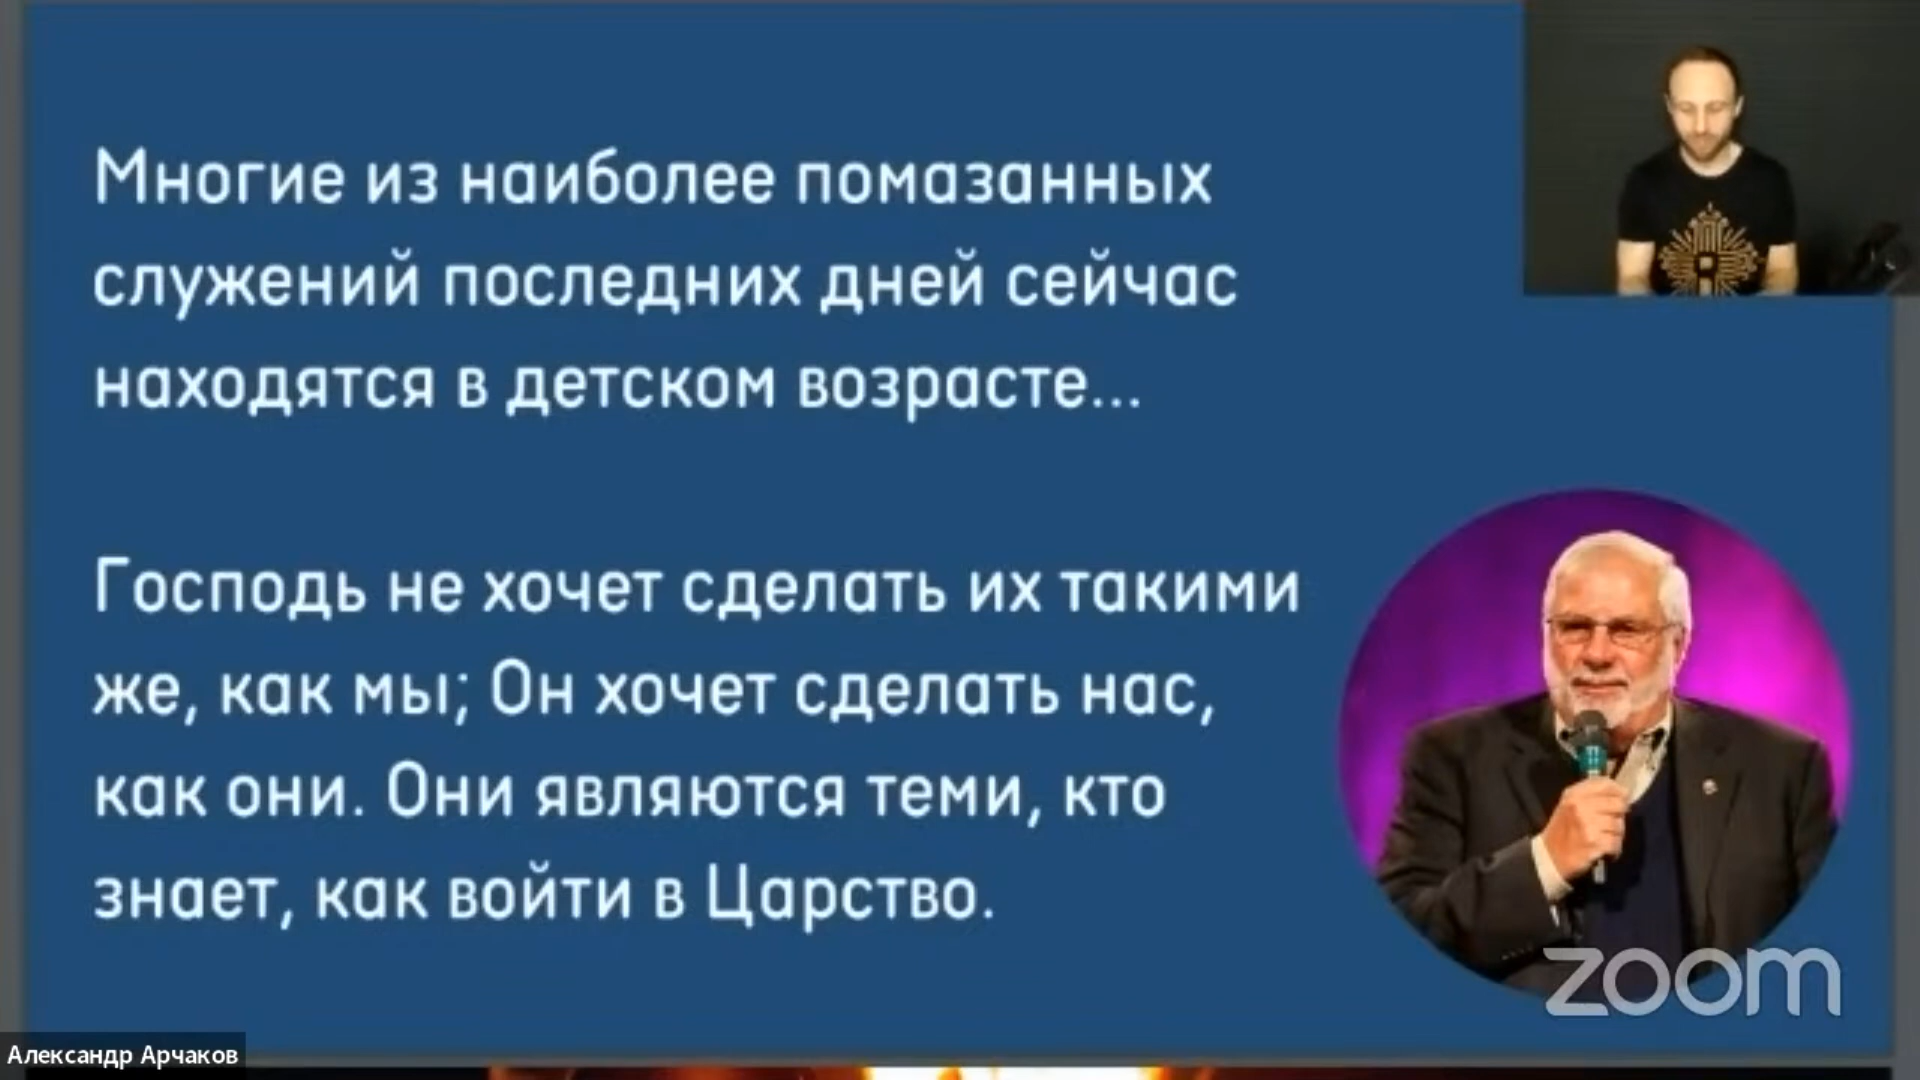 Многие из наиболее помазанных
служений последних дней сейчас
находятся в детском возрасте...
Господь не хочет сделать их такими
же, как мы; Он хочет сделать нас,
как они. Они являются теми, кто
знает, как войти в Царство.
zoom
Александр Арчаков